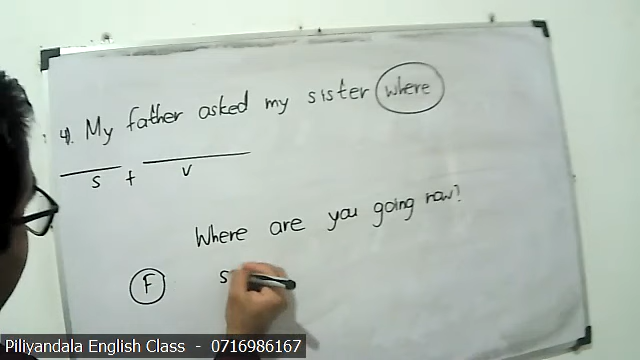 4). My father asked my sister where
s + v
Where are you going now?
F s
Piliyandala English Class - 0716986167